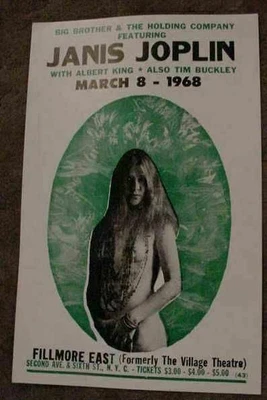 BIG BROTHER & THE HOLDING COMPANY
FEATURING
JANIS JOPLIN
WITH ALBERT KING • ALSO TIM BUCKLEY
MARCH 8 - 1968
FILLMORE EAST (Formerly The Village Theatre)
SECOND AVE. & SIXTH ST., N. Y. C. - TICKETS $3.00 - $4.00 - $5.00 (43)